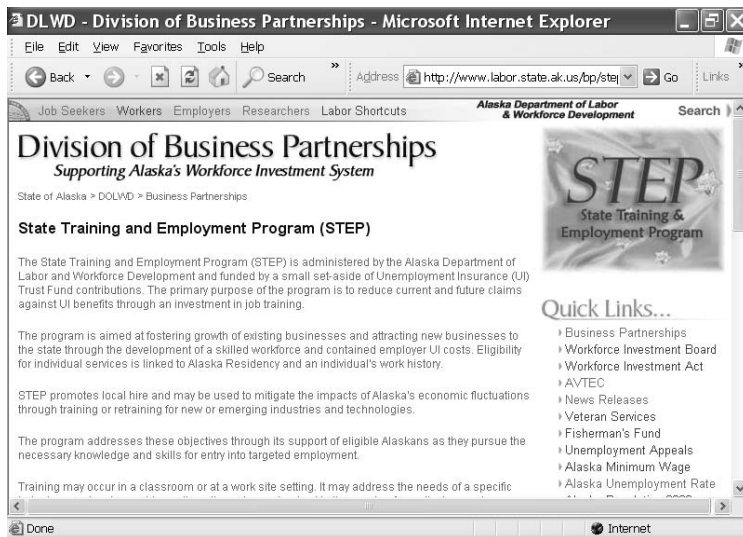 DLWD - Division of Business Partnerships - Microsoft Internet Explorer
File Edit View Favorites Tools Help
Back Search » Address http://www.labor.state.ak.us/bp/step Go Links »
Job Seekers Workers Employers Researchers Labor Shortcuts Alaska Department of Labor & Workforce Development Search
Division of Business Partnerships
Supporting Alaska's Workforce Investment System
State of Alaska > DOLWD > Business Partnerships
State Training and Employment Program (STEP)
The State Training and Employment Program (STEP) is administered by the Alaska Department of
Labor and Workforce Development and funded by a small set-aside of Unemployment Insurance (UI)
Trust Fund contributions. The primary purpose of the program is to reduce current and future claims
against UI benefits through an investment in job training.
The program is aimed at fostering growth of existing businesses and attracting new businesses to
the state through the development of a skilled workforce and contained employer UI costs. Eligibility
for individual services is linked to Alaska Residency and an individual's work history.
STEP promotes local hire and may be used to mitigate the impacts of Alaska's economic fluctuations
through training or retraining for new or emerging industries and technologies.
The program addresses these objectives through its support of eligible Alaskans as they pursue the
necessary knowledge and skills for entry into targeted employment.
Training may occur in a classroom or at a work site setting. It may address the needs of a specific
STEP
State Training &
Employment Program
Quick Links...
Business Partnerships
Workforce Investment Board
Workforce Investment Act
AVTEC
News Releases
Veteran Services
Fisherman's Fund
Unemployment Appeals
Alaska Minimum Wage
Alaska Unemployment Rate
Done Internet